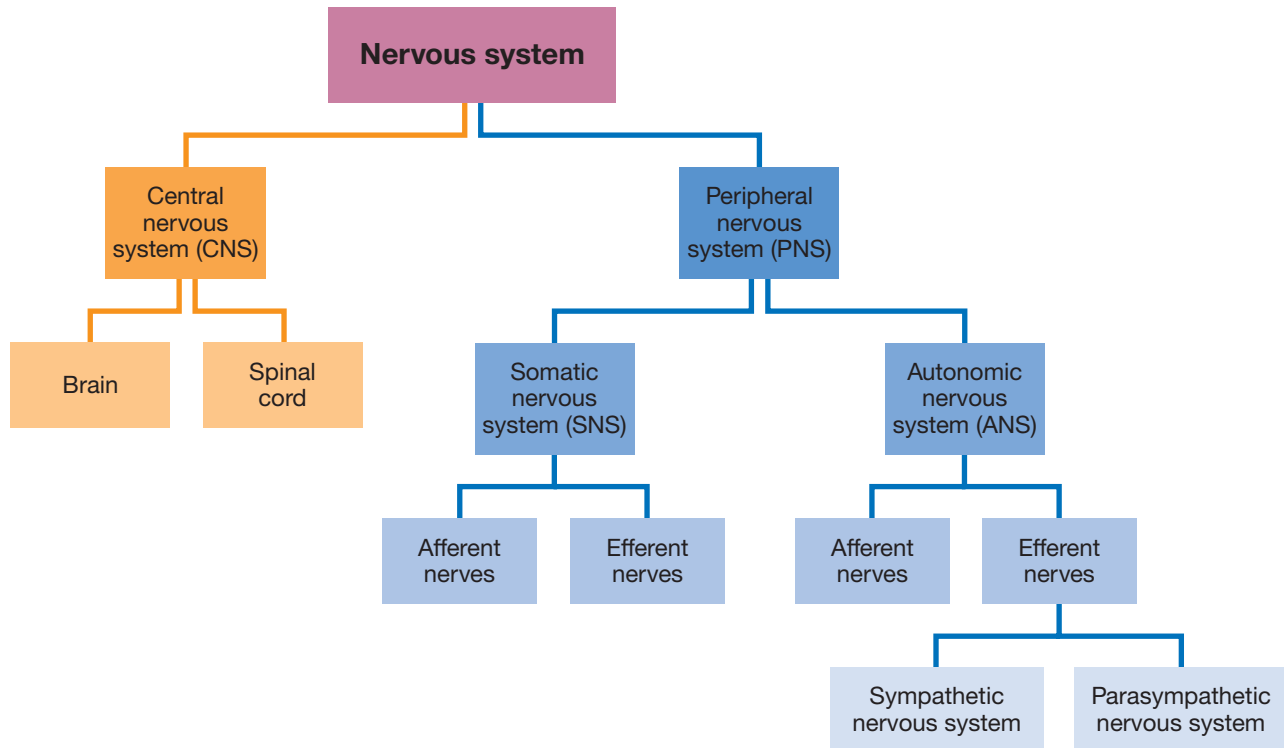 Nervous system
Central
nervous
system (CNS)
Peripheral
nervous
system (PNS)
Brain
Spinal
cord
Somatic
nervous
system (SNS)
Autonomic
nervous
system (ANS)
Afferent
nerves
Efferent
nerves
Afferent
nerves
Efferent
nerves
Sympathetic
nervous system
Parasympathetic
nervous system